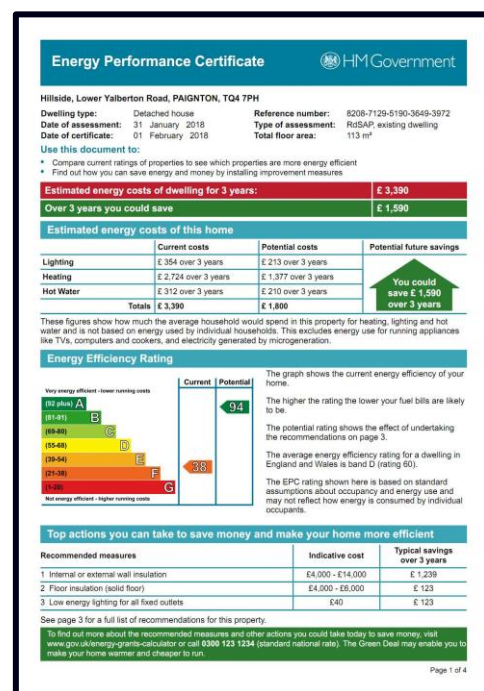 Energy Performance Certificate
HM Government
Hillside, Lower Yalberton Road, PAIGNTON, TQ4 7PH
Dwelling type: Detached house
Date of assessment: 31 January 2018
Date of certificate: 01 February 2018
Reference number: 8208-7129-5190-3649-3972
Type of assessment: RdSAP, existing dwelling
Total floor area: 113 m²
Use this document to:
• Compare current ratings of properties to see which properties are more energy efficient
• Find out how you can save energy and money by installing improvement measures
Estimated energy costs of dwelling for 3 years: £ 3,390
Over 3 years you could save £ 1,590
Estimated energy costs of this home
Current costs Potential costs Potential future savings
Lighting £ 354 over 3 years £ 213 over 3 years
Heating £ 2,724 over 3 years £ 1,377 over 3 years
Hot Water £ 312 over 3 years £ 210 over 3 years
Totals £ 3,390 £ 1,800
You could
save £ 1,590
over 3 years
These figures show how much the average household would spend in this property for heating, lighting and hot
water and is not based on energy used by individual households. This excludes energy use for running appliances
like TVs, computers and cookers, and electricity generated by microgeneration.
Energy Efficiency Rating
Current Potential
Very energy efficient - lower running costs
(92 plus) A
(81-91) B
(69-80) C
(55-68) D
(39-54) E
(21-38) F
(1-20) G
Not energy efficient - higher running costs
38
94
The graph shows the current energy efficiency of your
home.
The higher the rating the lower your fuel bills are likely
to be.
The potential rating shows the effect of undertaking
the recommendations on page 3.
The average energy efficiency rating for a dwelling in
England and Wales is band D (rating 60).
The EPC rating shown here is based on standard
assumptions about occupancy and energy use and
may not reflect how energy is consumed by individual
occupants.
Top actions you can take to save money and make your home more efficient
Recommended measures Indicative cost Typical savings
over 3 years
1 Internal or external wall insulation £4,000 - £14,000 £ 1,239
2 Floor insulation (solid floor) £4,000 - £6,000 £ 123
3 Low energy lighting for all fixed outlets £40 £ 123
See page 3 for a full list of recommendations for this property.
To find out more about the recommended measures and other actions you could take today to save money, visit
www.gov.uk/energy-grants-calculator or call 0300 123 1234 (standard national rate). The Green Deal may enable you to
make your home warmer and cheaper to run.
Page 1 of 4